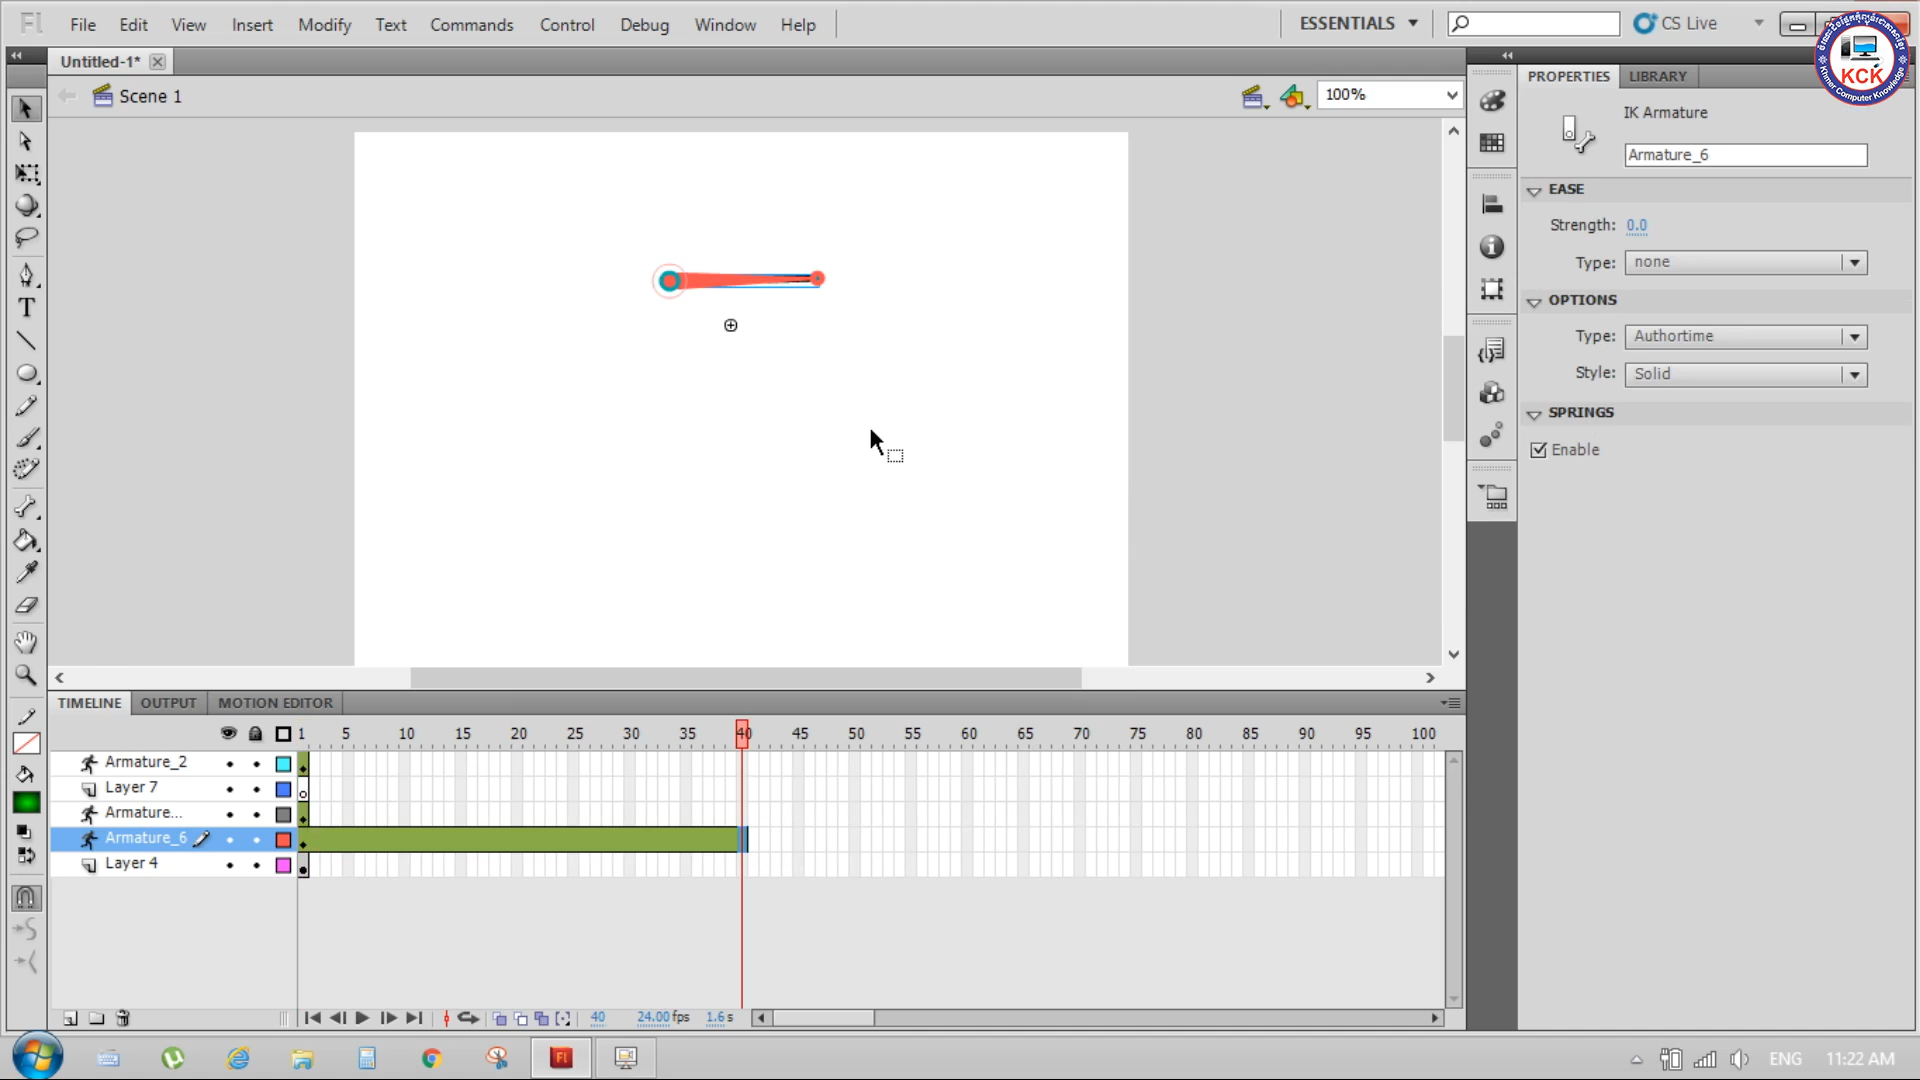 Fl File Edit View Insert Modify Text Commands Control Debug Window Help
ESSENTIALS
CS Live
Untitled-1*
Scene 1
100%
PROPERTIES LIBRARY
KCK
Khmer Computer Knowledge
IK Armature
Armature_6
EASE
Strength: 0.0
Type: none
OPTIONS
Type: Authortime
Style: Solid
SPRINGS
Enable
T
TIMELINE OUTPUT MOTION EDITOR
1 5 10 15 20 25 30 35 40 45 50 55 60 65 70 75 80 85 90 95 100
Armature_2
Layer 7
Armature...
Armature_6
Layer 4
40 24.00 fps 1.6 s
Fl
ENG 11:22 AM